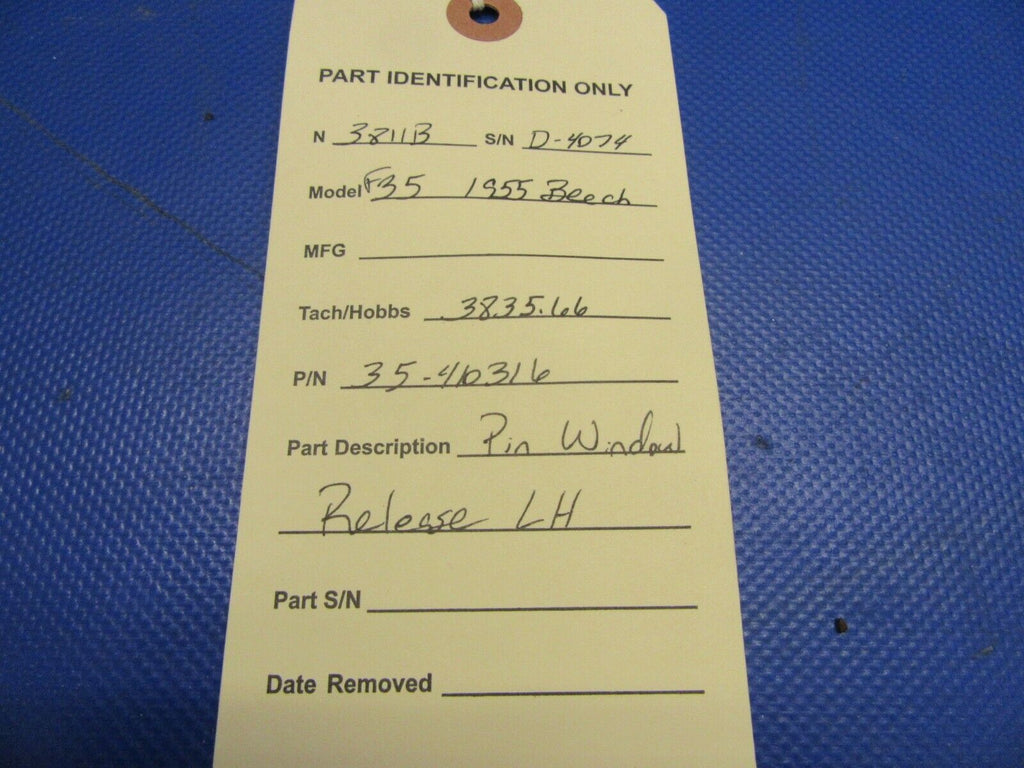 PART IDENTIFICATION ONLY
N 3811B S/N D-4074
Model F35 1955 Beech
MFG
Tach/Hobbs 3835.66
P/N 35-410316
Part Description Pin Window
Release LH
Part S/N
Date Removed